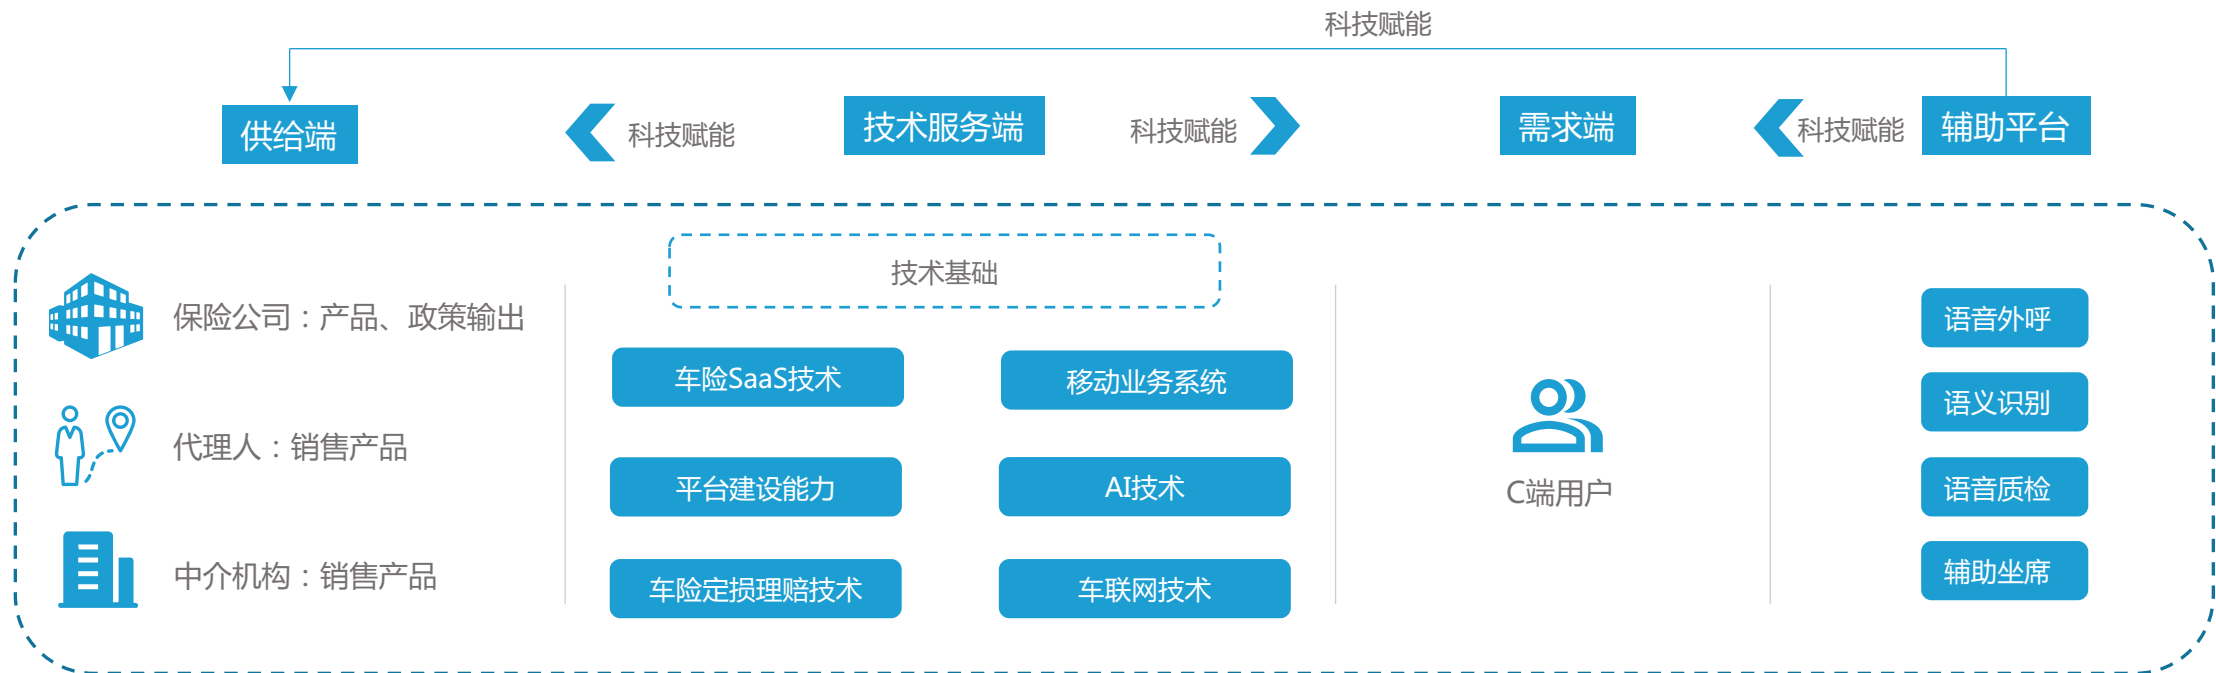 科技赋能
供给端
科技赋能
技术服务端
科技赋能
需求端
科技赋能
辅助平台
保险公司：产品、政策输出
代理人：销售产品
中介机构：销售产品
技术基础
车险SaaS技术
移动业务系统
平台建设能力
AI技术
车险定损理赔技术
车联网技术
C端用户
语音外呼
语义识别
语音质检
辅助坐席